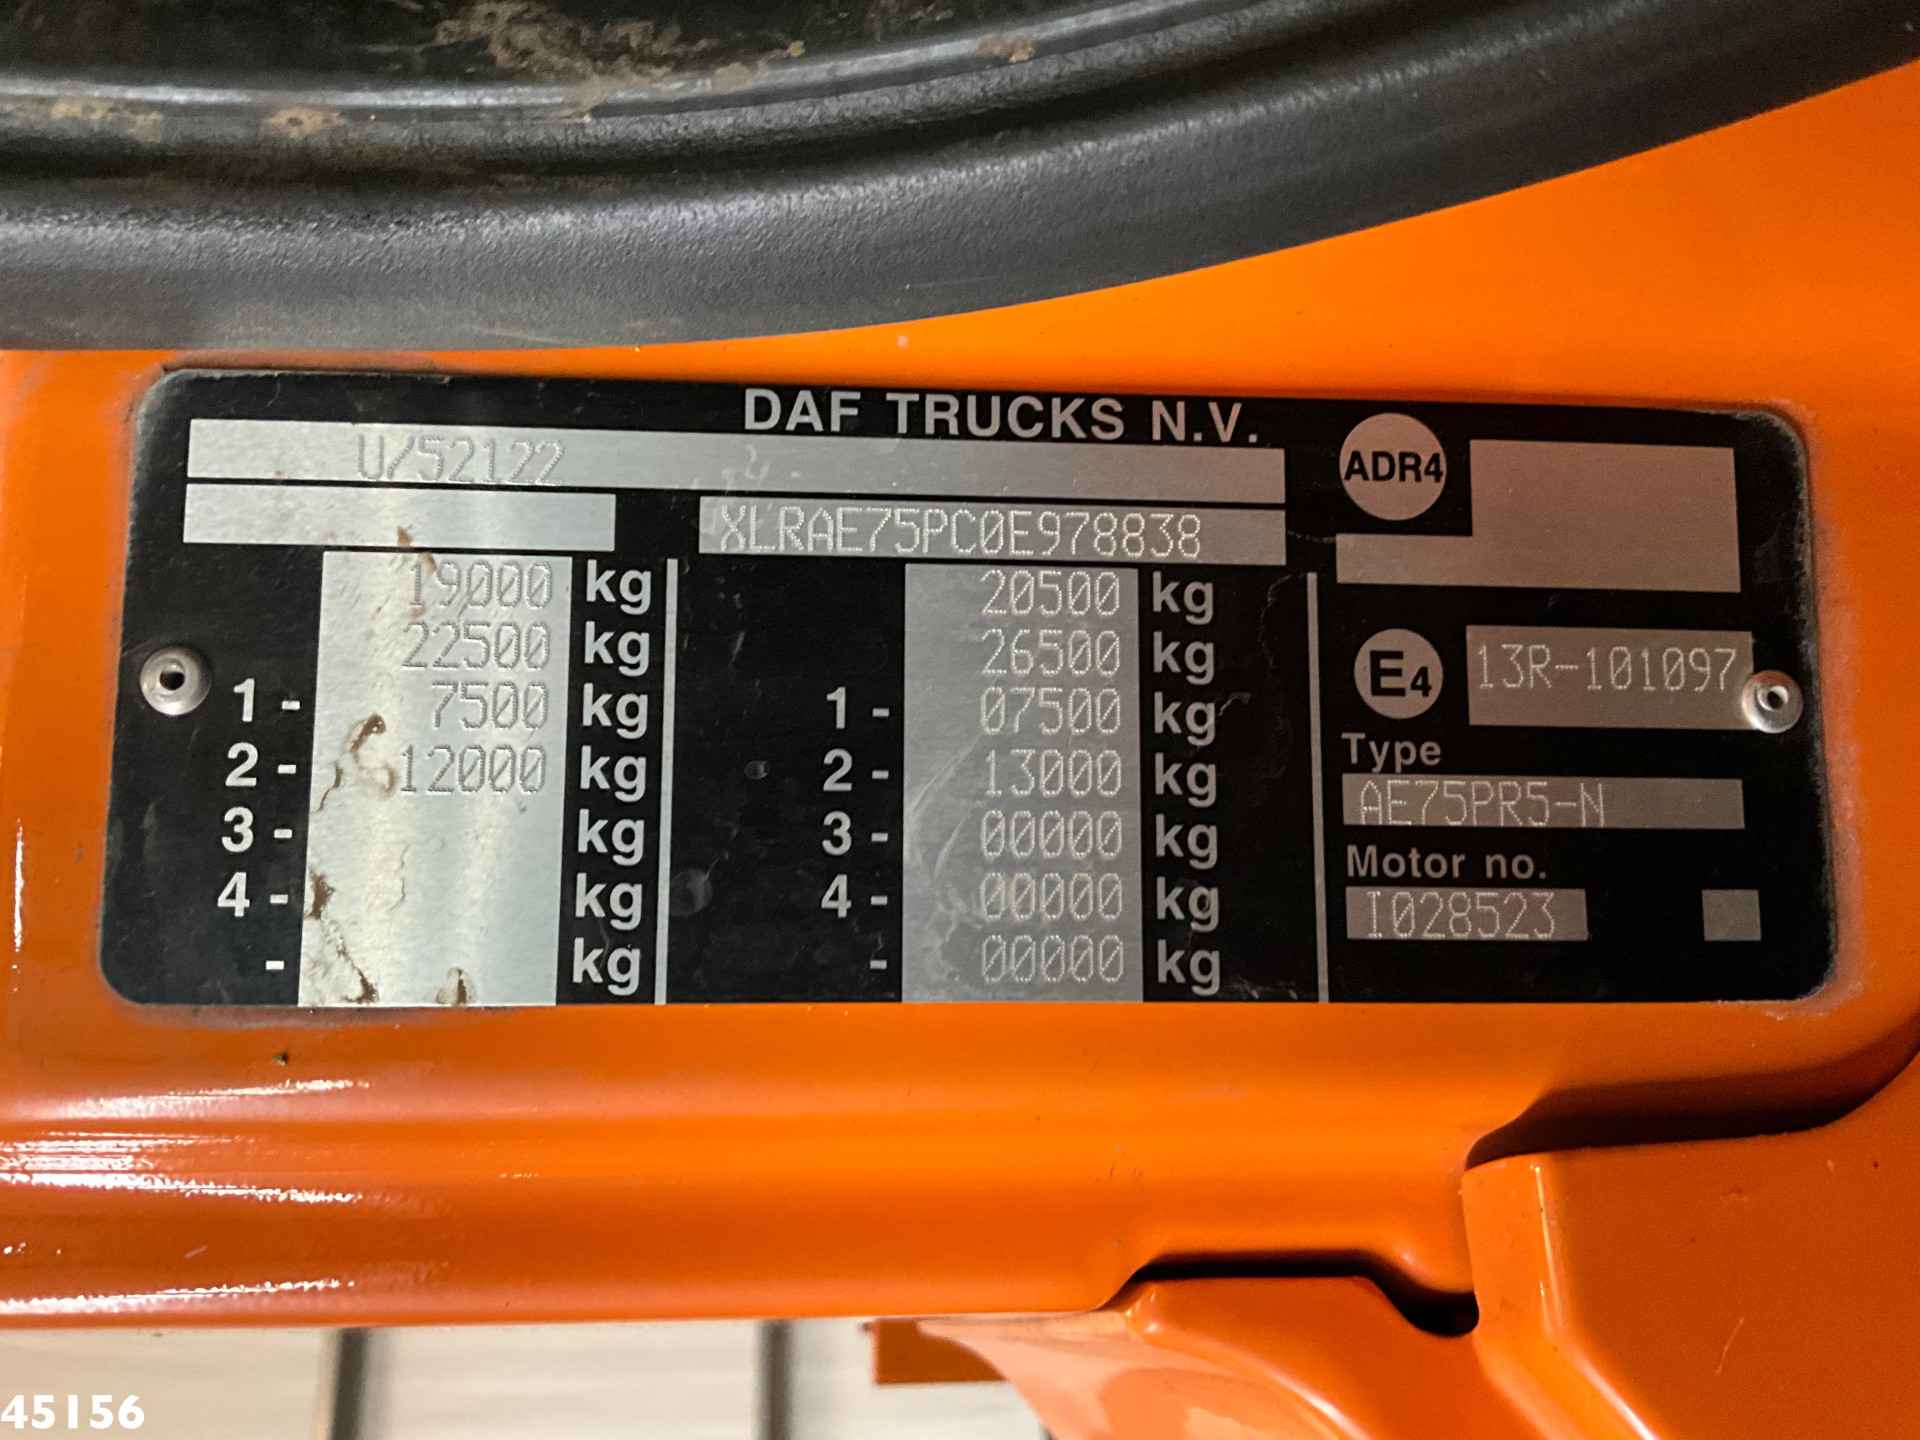 DAF TRUCKS N.V.
U/52122
XLRAE75PC0E978838
19000 kg
22500 kg
1 - 7500 kg
2 - 12000 kg
3 - kg
4 - kg
- kg
20500 kg
26500 kg
1 - 07500 kg
2 - 13000 kg
3 - 00000 kg
4 - 00000 kg
- 00000 kg
ADR4
E4 13R-101097
Type
AE75PR5-N
Motor no.
I028523
45156